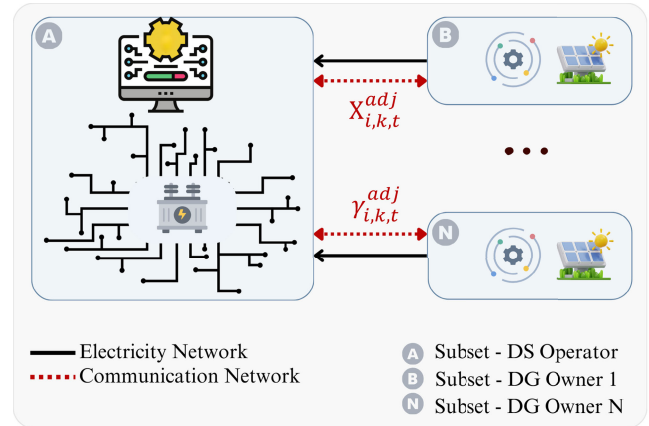 A
B
X^{adj}_{i,k,t}
...
γ^{adj}_{i,k,t}
N
Electricity Network
Communication Network
A Subset - DS Operator
B Subset - DG Owner 1
N Subset - DG Owner N